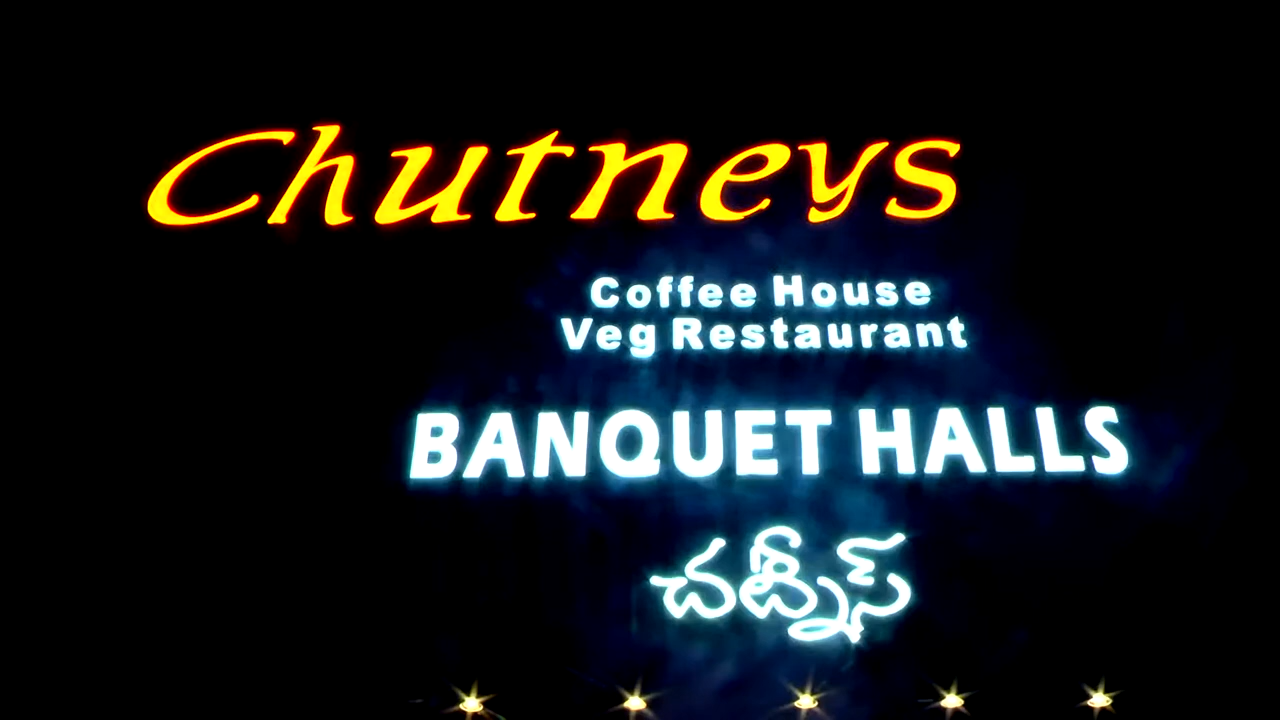 Chutneys
Coffee House
Veg Restaurant
BANQUET HALLS
చట్నీస్